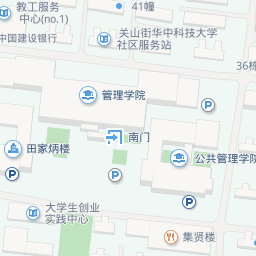 教工服务
中心(no.1)
41幢
关山街华中科技大学
社区服务站
中国建设银行
36栋
管理学院
P
南门
田家炳楼
公共管理学院
P
P
P
大学生创业
实践中心
集贤楼